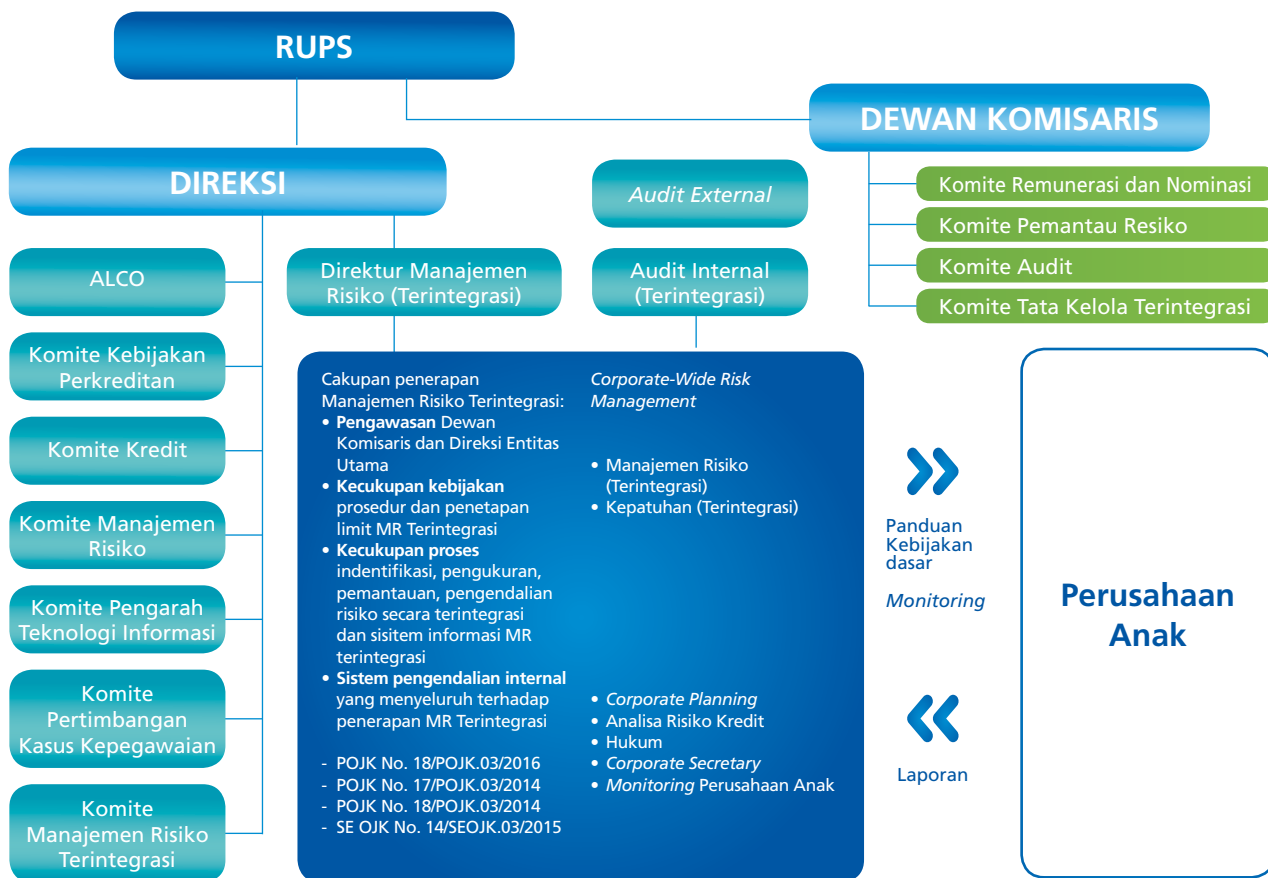 RUPS
DEWAN KOMISARIS
DIREKSI
Audit External
Komite Remunerasi dan Nominasi
Komite Pemantau Resiko
Komite Audit
Komite Tata Kelola Terintegrasi
ALCO
Komite Kebijakan
Perkreditan
Komite Kredit
Komite Manajemen
Risiko
Komite Pengarah
Teknologi Informasi
Komite
Pertimbangan
Kasus Kepegawaian
Komite
Manajemen Risiko
Terintegrasi
Direktur Manajemen
Risiko (Terintegrasi)
Audit Internal
(Terintegrasi)
Cakupan penerapan
Manajemen Risiko Terintegrasi:
• Pengawasan Dewan
Komisaris dan Direksi Entitas
Utama
• Kecukupan kebijakan
prosedur dan penetapan
limit MR Terintegrasi
• Kecukupan proses
indentifikasi, pengukuran,
pemantauan, pengendalian
risiko secara terintegrasi
dan sisitem informasi MR
terintegrasi
• Sistem pengendalian internal
yang menyeluruh terhadap
penerapan MR Terintegrasi
- POJK No. 18/POJK.03/2016
- POJK No. 17/POJK.03/2014
- POJK No. 18/POJK.03/2014
- SE OJK No. 14/SEOJK.03/2015
Corporate-Wide Risk
Management
• Manajemen Risiko
(Terintegrasi)
• Kepatuhan (Terintegrasi)
• Corporate Planning
• Analisa Risiko Kredit
• Hukum
• Corporate Secretary
• Monitoring Perusahaan Anak
Panduan
Kebijakan
dasar
Monitoring
Laporan
Perusahaan
Anak